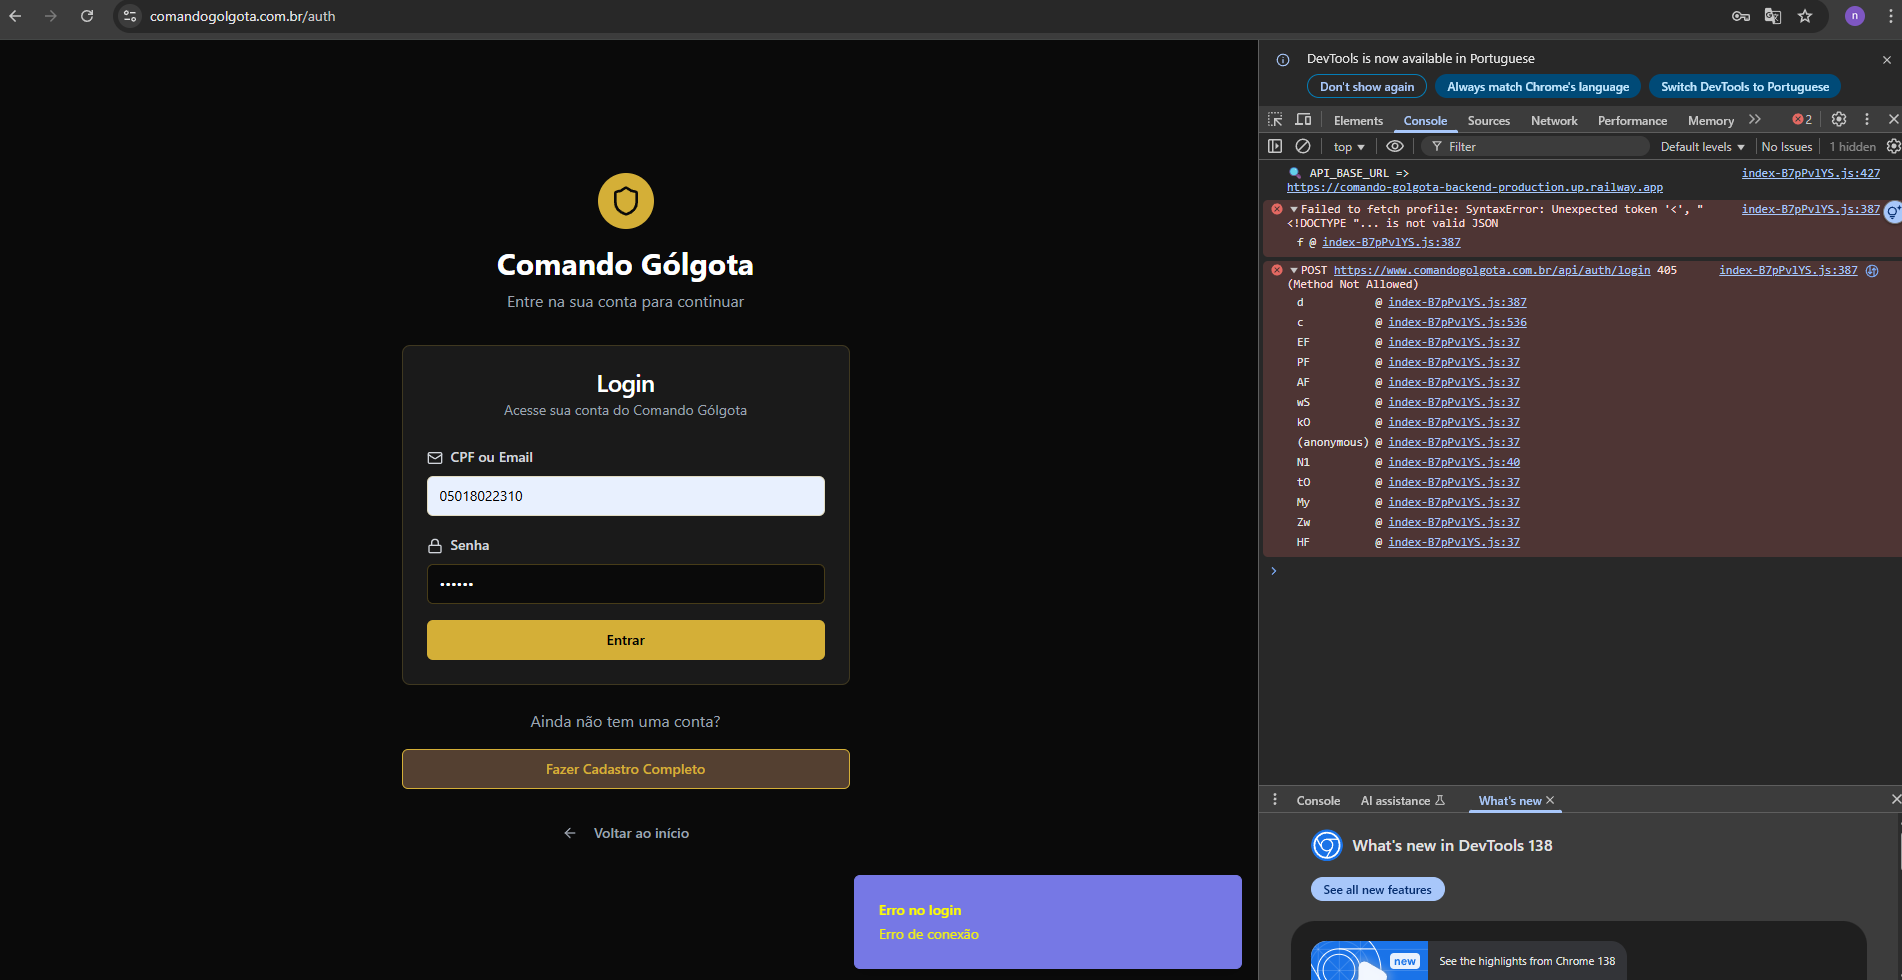 comandogolgota.com.br/auth
n
DevTools is now available in Portuguese
Don't show again
Always match Chrome's language
Switch DevTools to Portuguese
Elements
Console
Sources
Network
Performance
Memory
2
top
Filter
Default levels
No Issues
1 hidden
API_BASE_URL =>
index-B7pPvlYS.js:427
https://comando-golgota-backend-production.up.railway.app
Failed to fetch profile: SyntaxError: Unexpected token '<', "
index-B7pPvlYS.js:387
<!DOCTYPE "... is not valid JSON
f @ index-B7pPvlYS.js:387
POST https://www.comandogolgota.com.br/api/auth/login 405
index-B7pPvlYS.js:387
(Method Not Allowed)
d @ index-B7pPvlYS.js:387
c @ index-B7pPvlYS.js:536
EF @ index-B7pPvlYS.js:37
PF @ index-B7pPvlYS.js:37
AF @ index-B7pPvlYS.js:37
wS @ index-B7pPvlYS.js:37
kO @ index-B7pPvlYS.js:37
(anonymous) @ index-B7pPvlYS.js:37
N1 @ index-B7pPvlYS.js:40
tO @ index-B7pPvlYS.js:37
My @ index-B7pPvlYS.js:37
Zw @ index-B7pPvlYS.js:37
HF @ index-B7pPvlYS.js:37
Comando Gólgota
Entre na sua conta para continuar
Login
Acesse sua conta do Comando Gólgota
CPF ou Email
05018022310
Senha
••••••
Entrar
Ainda não tem uma conta?
Fazer Cadastro Completo
Voltar ao início
Erro no login
Erro de conexão
Console
AI assistance
What's new
What's new in DevTools 138
See all new features
new
See the highlights from Chrome 138